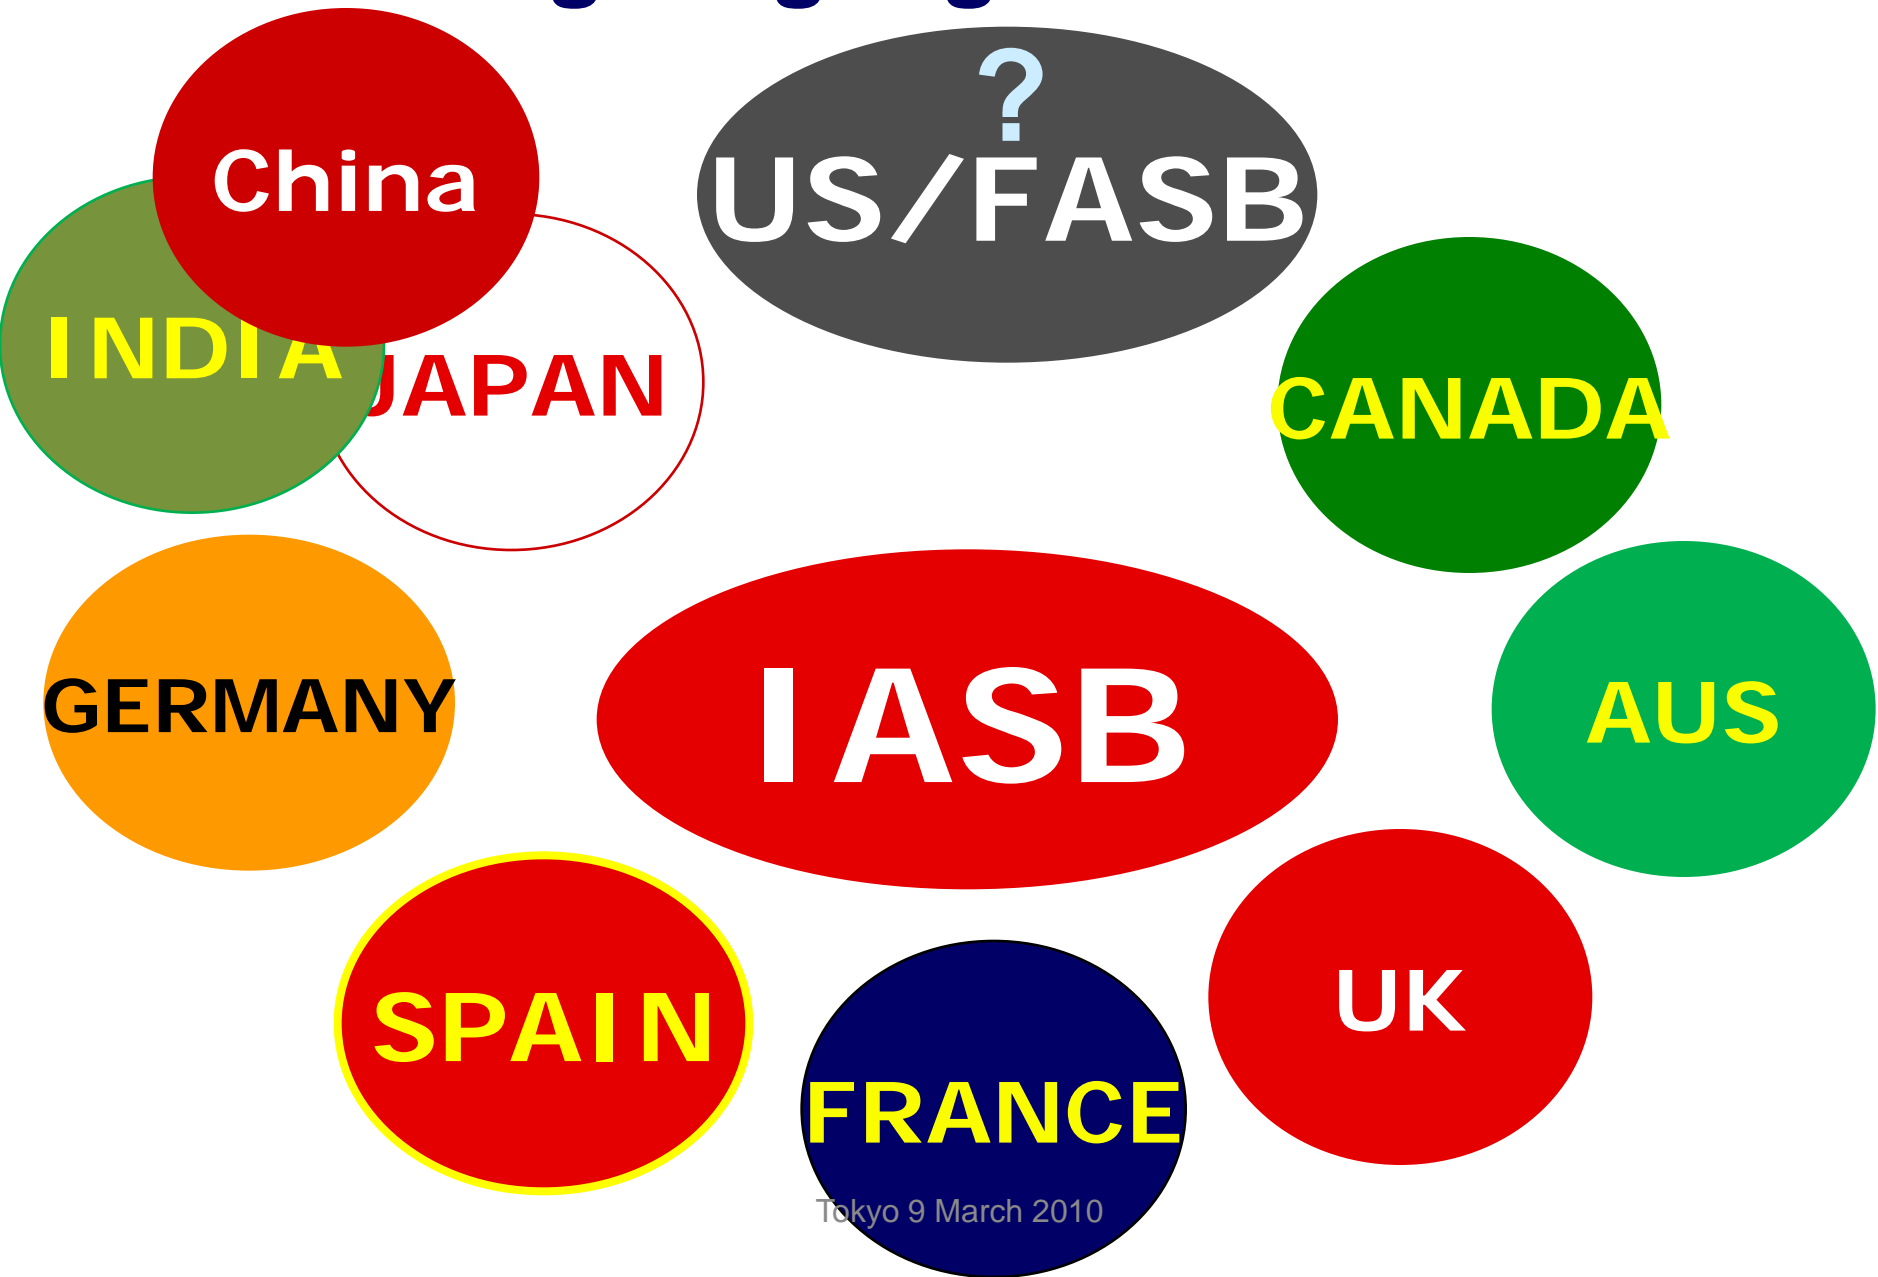 ?
US/FASB
China
INDIA
JAPAN
CANADA
GERMANY
IASB
AUS
SPAIN
UK
FRANCE
Tokyo 9 March 2010